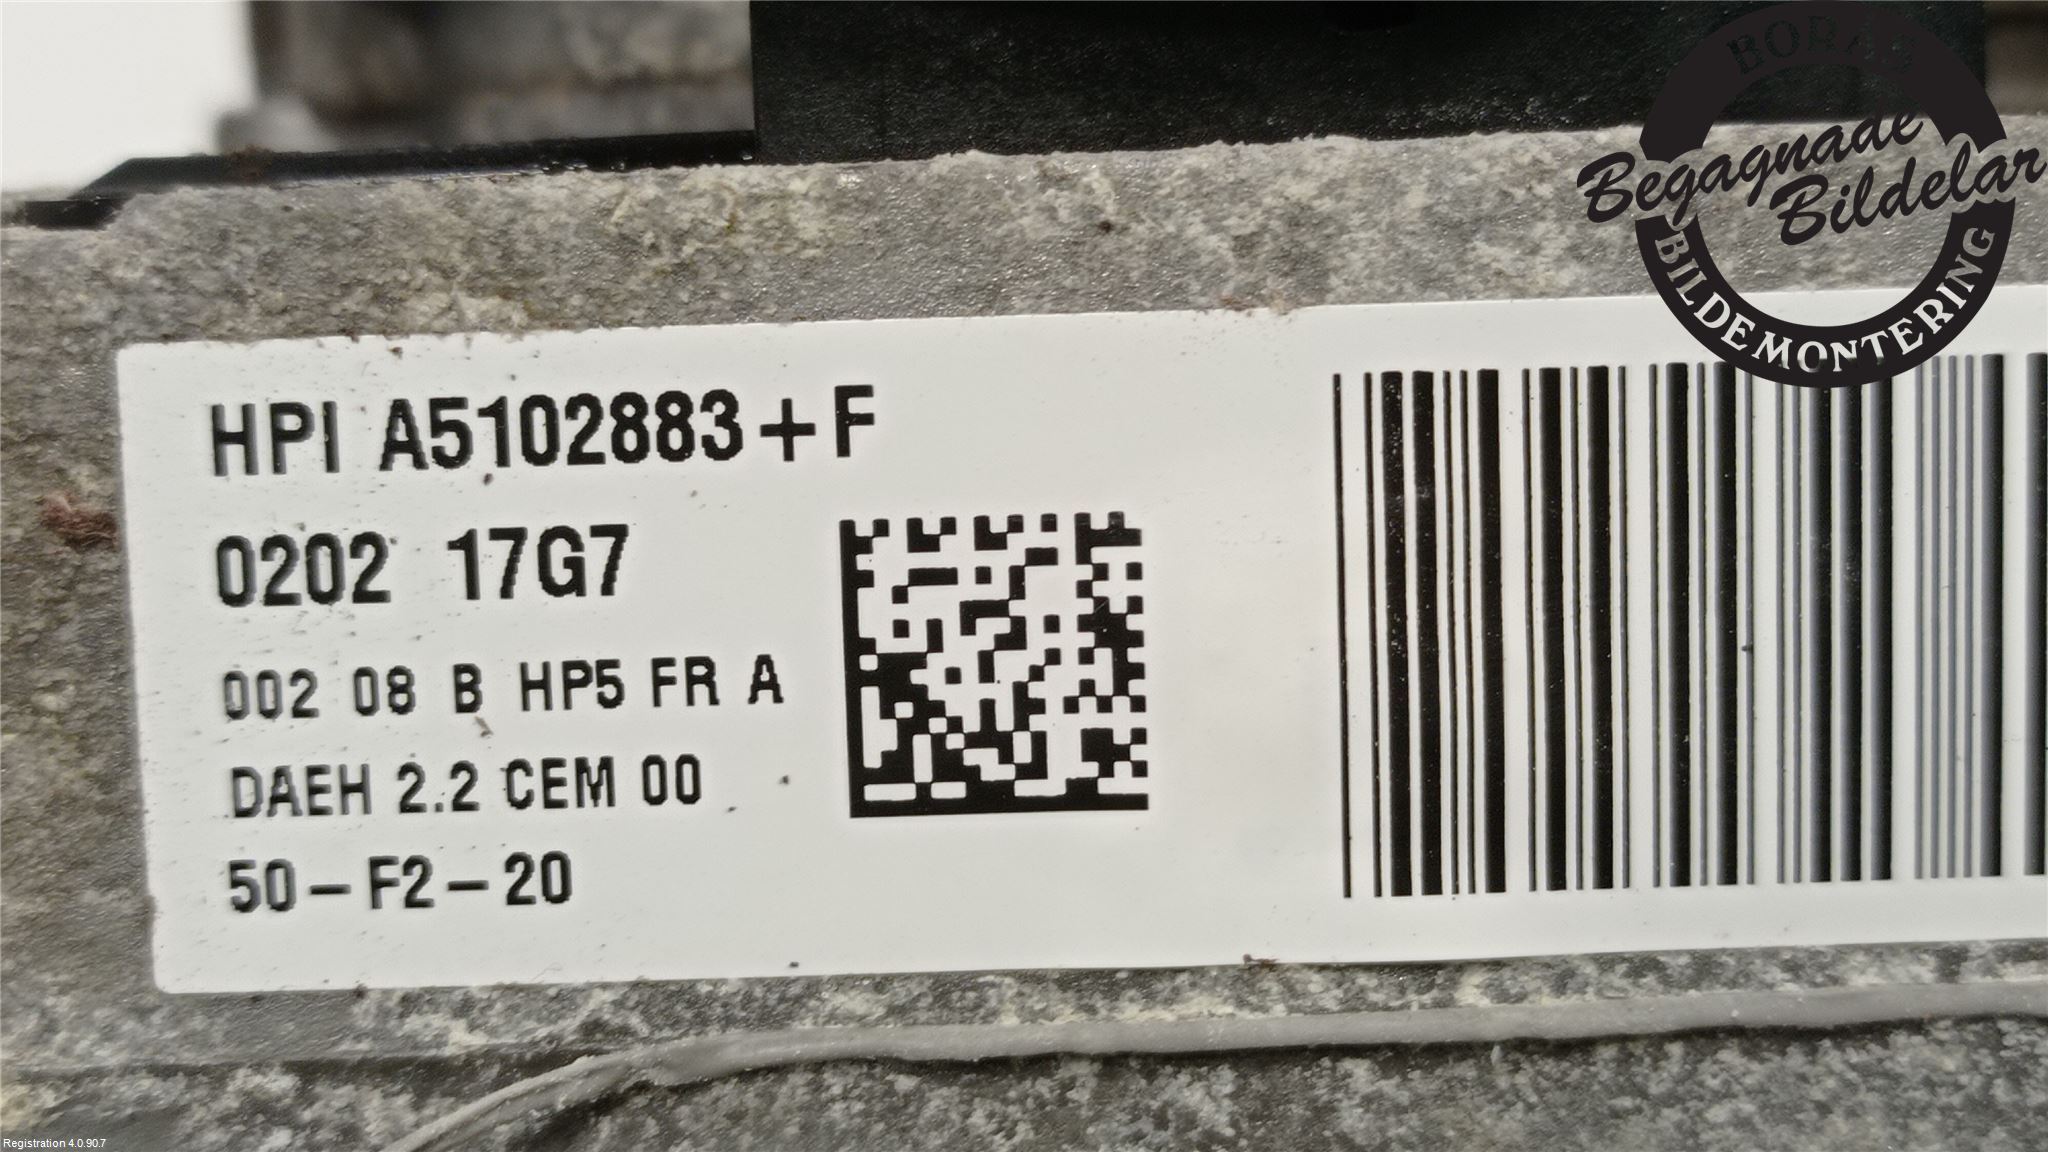 BORÅS
Begagnade
Bildelar
BILDEMONTERING
HPI A5102883+F
0202 17G7
002 08 B HP5 FR A
DAEH 2.2 CEM 00
50-F2-20
Registration 4.0.90.7